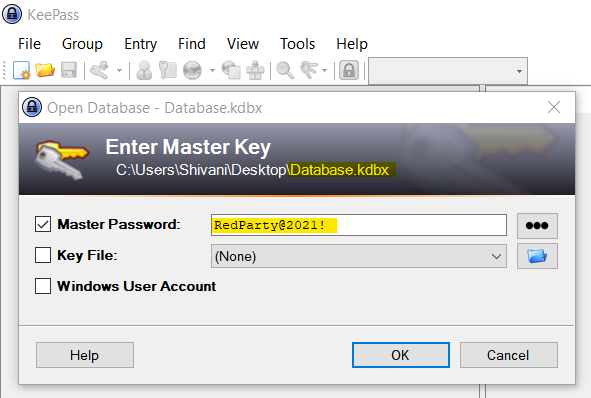 KeePass
File Group Entry Find View Tools Help
Open Database - Database.kdbx
Enter Master Key
C:\Users\Shivani\Desktop\Database.kdbx
Master Password: RedParty@2021!
Key File: (None)
Windows User Account
Help OK Cancel